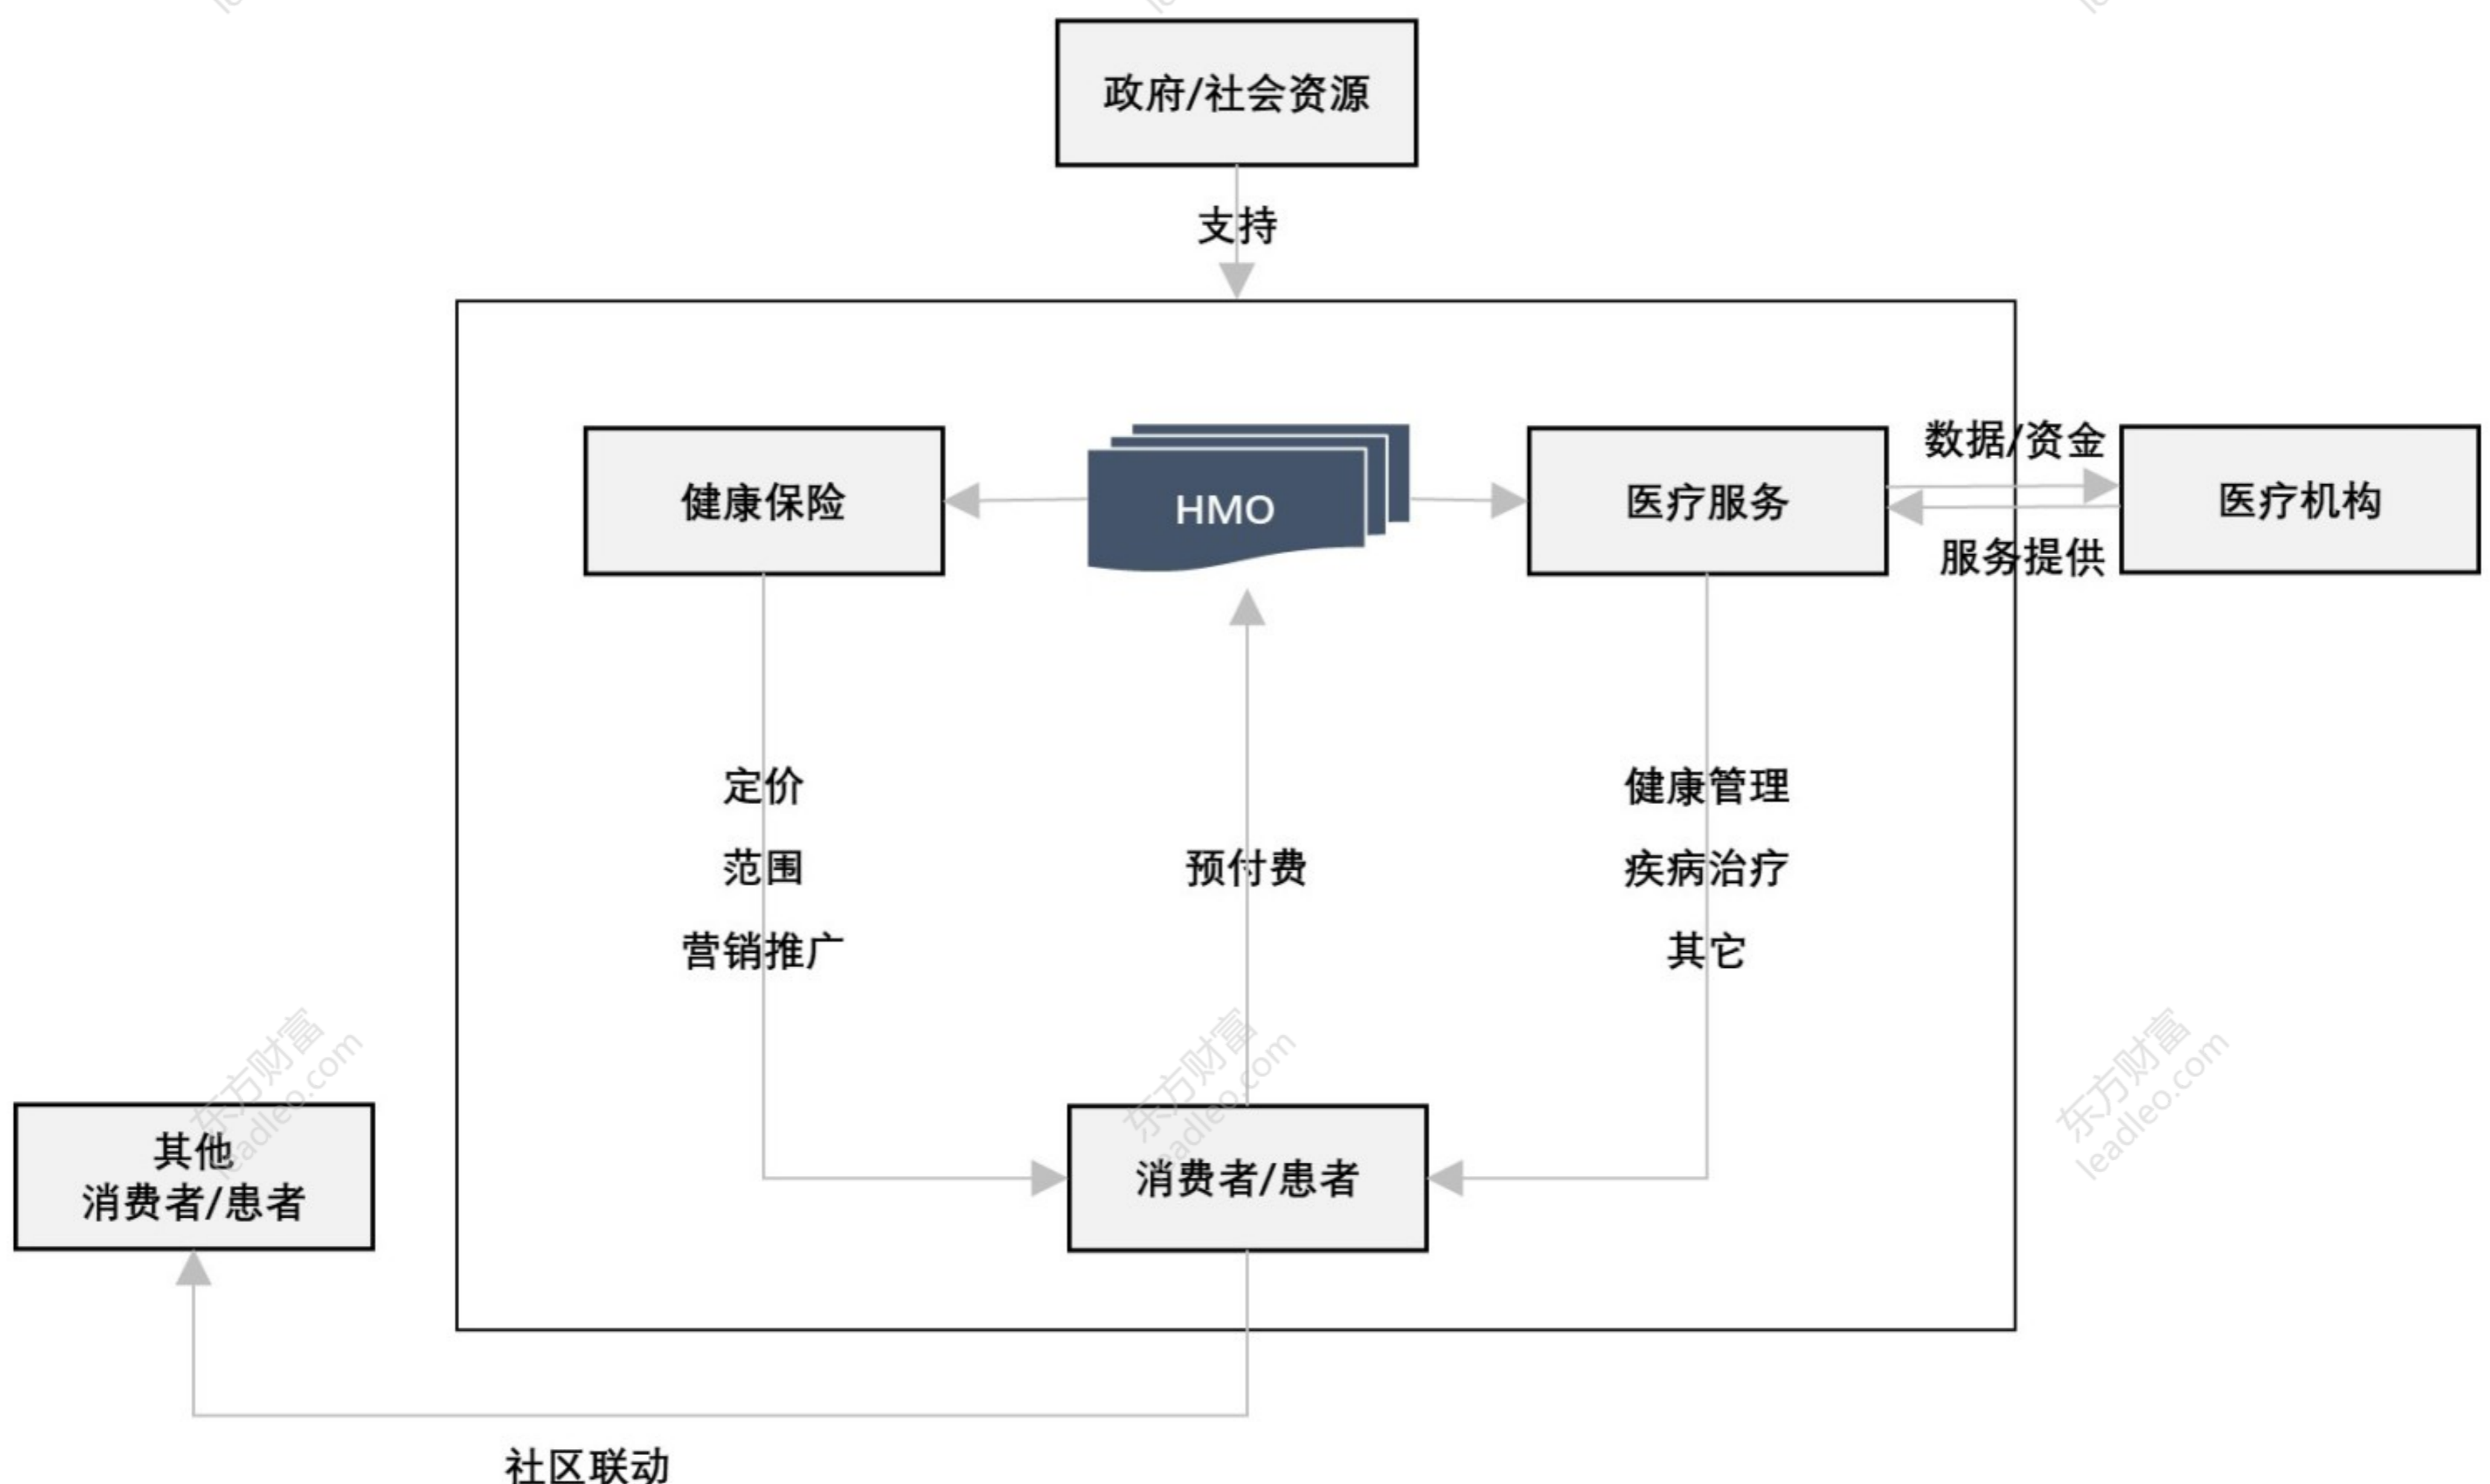 政府/社会资源
支持
健康保险
HMO
医疗服务
数据/资金
服务提供
医疗机构
定价
范围
营销推广
预付费
健康管理
疾病治疗
其它
东方财富
leadleo.com
东方财富
leadleo.com
东方财富
leadleo.com
其他
消费者/患者
消费者/患者
社区联动